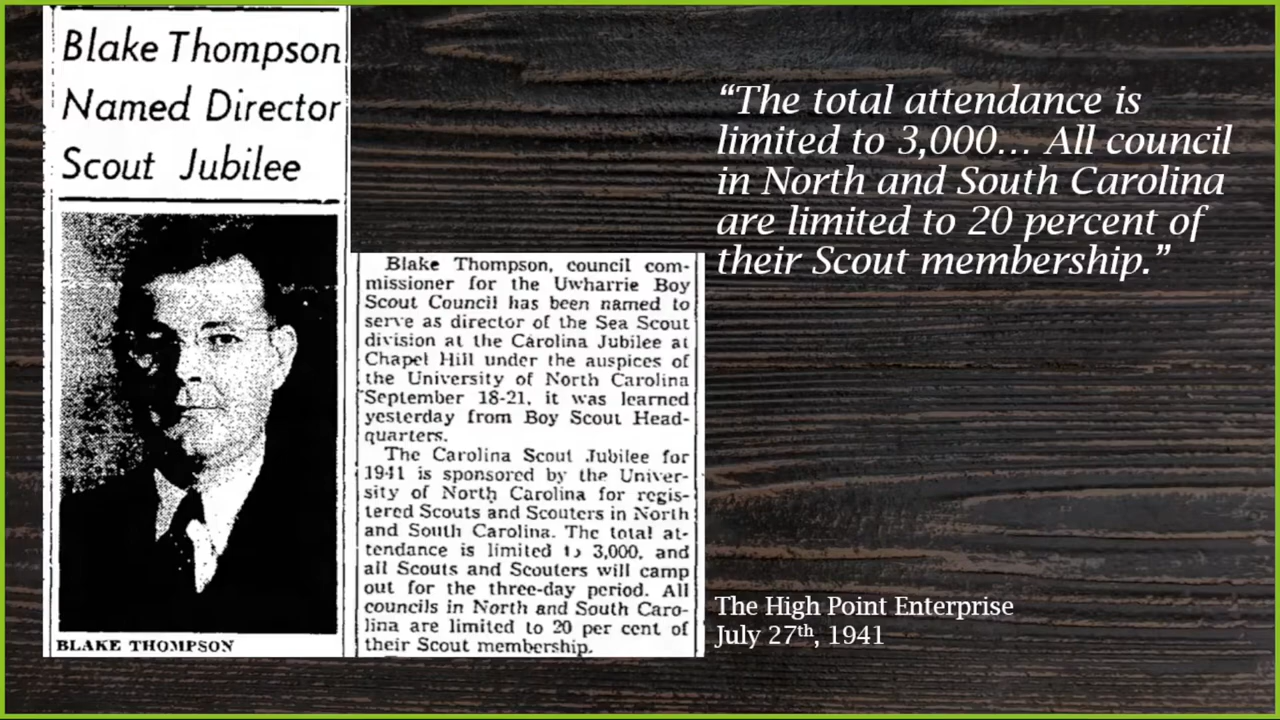 Blake Thompson
Named Director
Scout Jubilee
BLAKE THOMPSON
Blake Thompson, council com-
missioner for the Uwharrie Boy
Scout Council has been named to
serve as director of the Sea Scout
division at the Carolina Jubilee at
Chapel Hill under the auspices of
the University of North Carolina
September 18-21, it was learned
yesterday from Boy Scout Head-
quarters.
The Carolina Scout Jubilee for
1941 is sponsored by the Univer-
sity of North Carolina for regis-
tered Scouts and Scouters in North
and South Carolina. The total at-
tendance is limited to 3,000, and
all Scouts and Scouters will camp
out for the three-day period. All
councils in North and South Caro-
lina are limited to 20 per cent of
their Scout membership.
“The total attendance is
limited to 3,000... All council
in North and South Carolina
are limited to 20 percent of
their Scout membership.”
The High Point Enterprise
July 27th, 1941